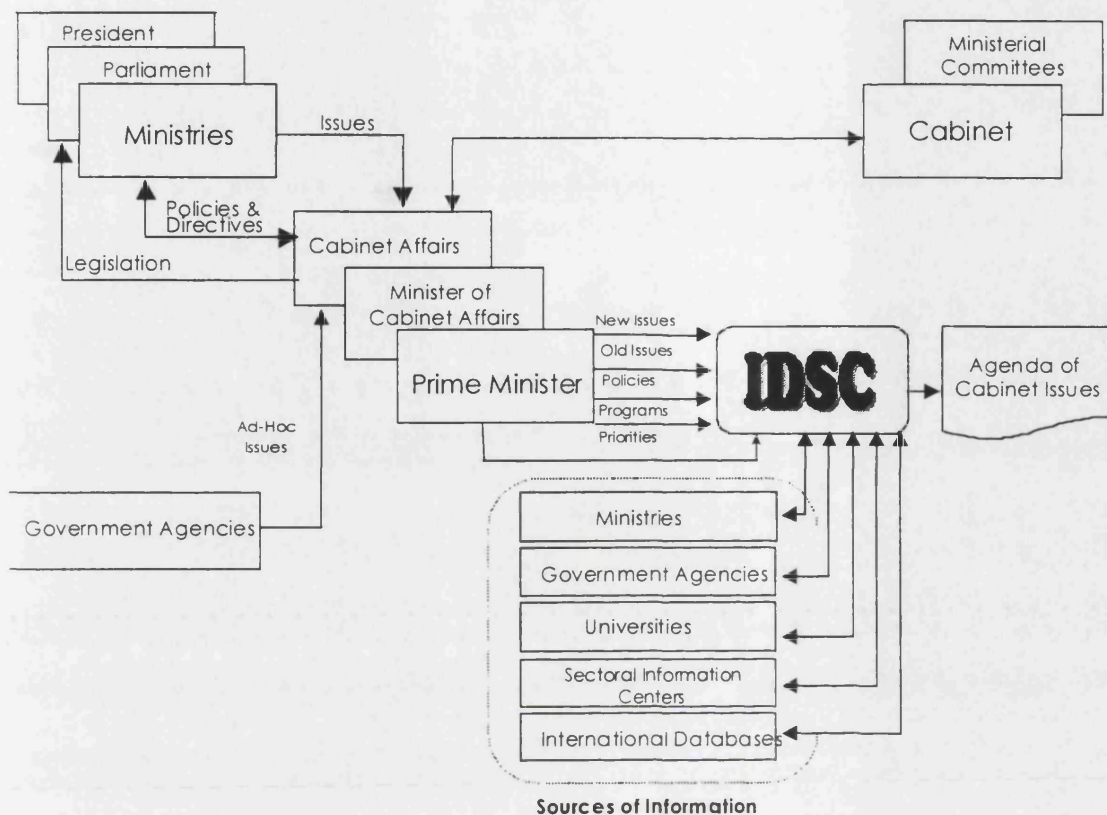 President
Parliament
Ministries
Issues
Ministerial
Committees
Cabinet
Policies &
Directives
Legislation
Cabinet Affairs
Minister of
Cabinet Affairs
Prime Minister
New Issues
Old Issues
Policies
Programs
Priorities
IDSC
Agenda of
Cabinet Issues
Ad-Hoc
Issues
Government Agencies
Ministries
Government Agencies
Universities
Sectoral Information
Centers
International Databases
Sources of Information